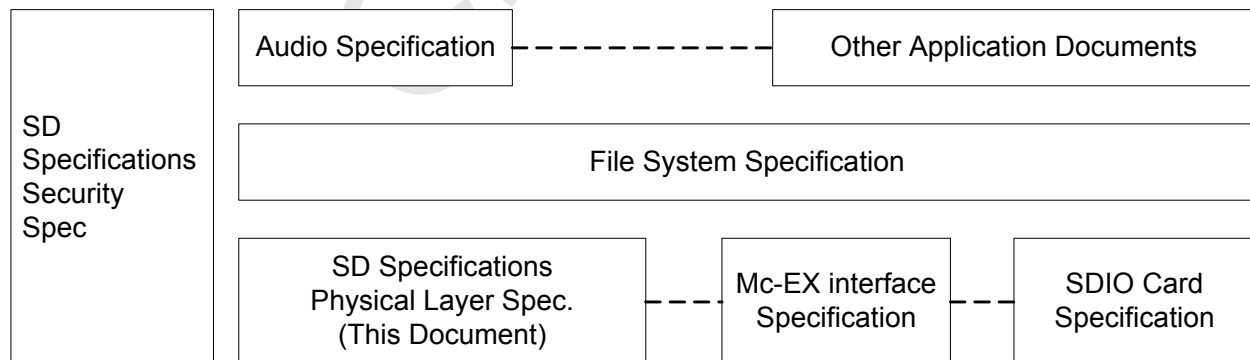 SD
Specifications
Security
Spec
Audio Specification
Other Application Documents
File System Specification
SD Specifications
Physical Layer Spec.
(This Document)
Mc-EX interface
Specification
SDIO Card
Specification